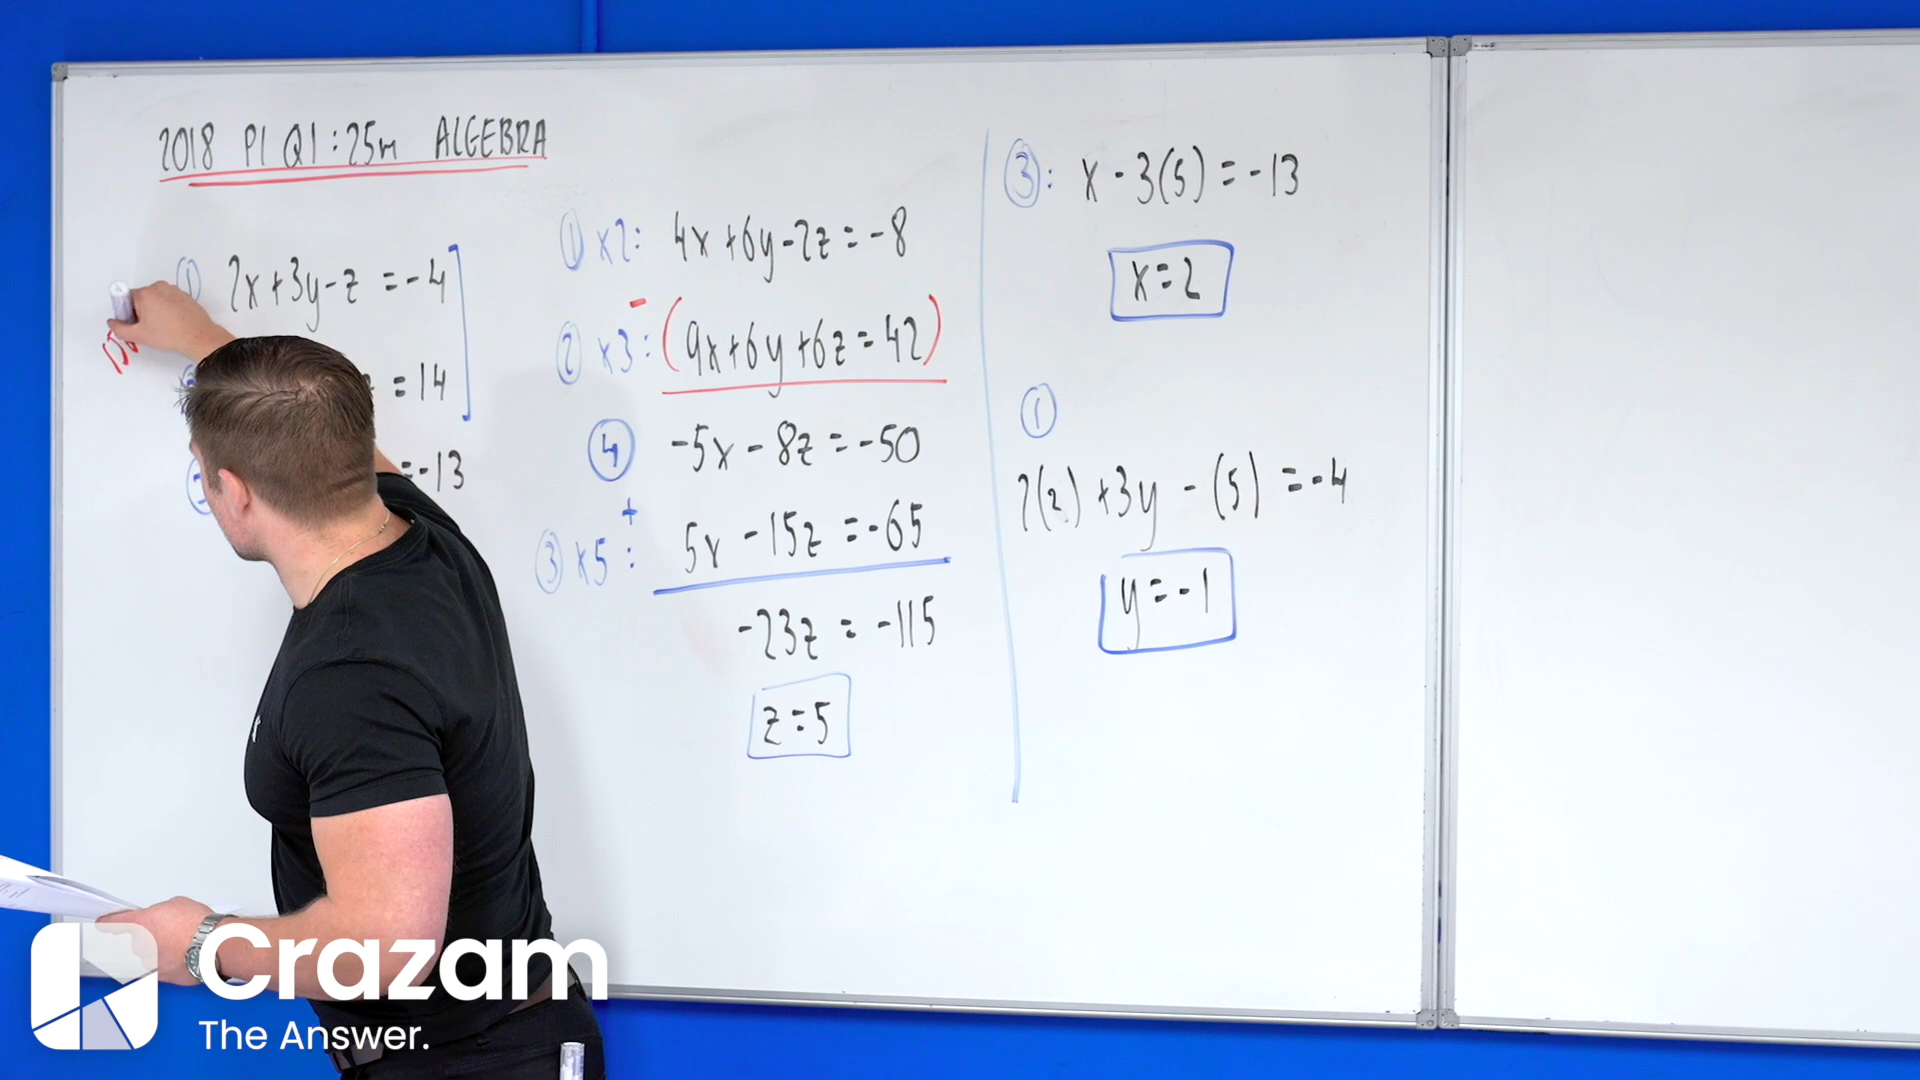 2018 P1 Q1 : 25m ALGEBRA
① 2x + 3y - z = -4
= 14
= -13
① x2: 4x + 6y - 2z = -8
-
② x3: (9x + 6y + 6z = 42)
④ -5x - 8z = -50
+
③ x5: 5x - 15z = -65
-23z = -115
z = 5
③: x - 3(5) = -13
x = 2
①
2(2) + 3y - (5) = -4
y = -1
Crazam
The Answer.